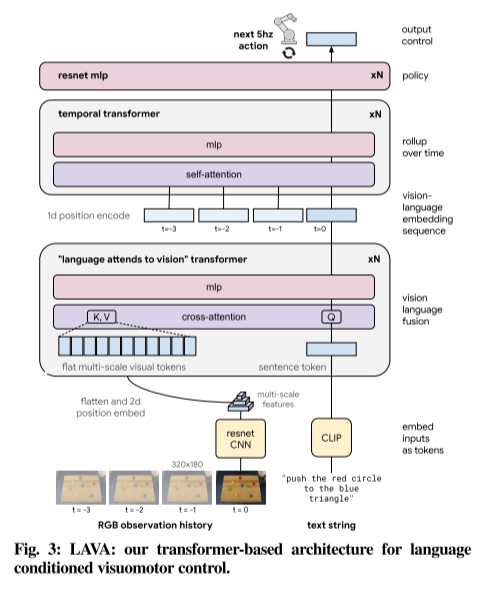 next 5hz
action
output
control
resnet mlp
xN
policy
temporal transformer
xN
mlp
self-attention
rollup
over time
1d position encode
t=-3
t=-2
t=-1
t=0
vision-
language
embedding
sequence
"language attends to vision" transformer
xN
mlp
K, V
cross-attention
Q
vision
language
fusion
flat multi-scale visual tokens
sentence token
flatten and 2d
position embed
multi-scale
features
resnet
CNN
CLIP
embed
inputs
as tokens
320x180
"push the red circle
to the blue
triangle"
t = -3
t = -2
t = -1
t = 0
RGB observation history
text string
Fig. 3: LAVA: our transformer-based architecture for language
conditioned visuomotor control.